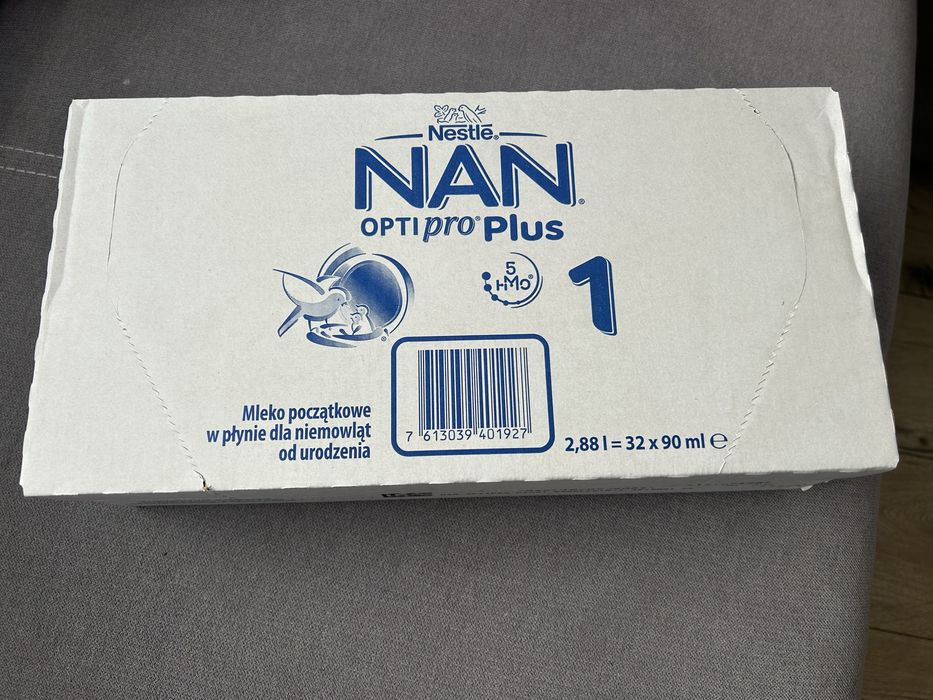 Nestlé®
NAN®
OPTIpro® Plus
5
HMO®
1
Mleko początkowe
w płynie dla niemowląt
od urodzenia
7 613039 401927
2,88 l = 32 x 90 ml ℮